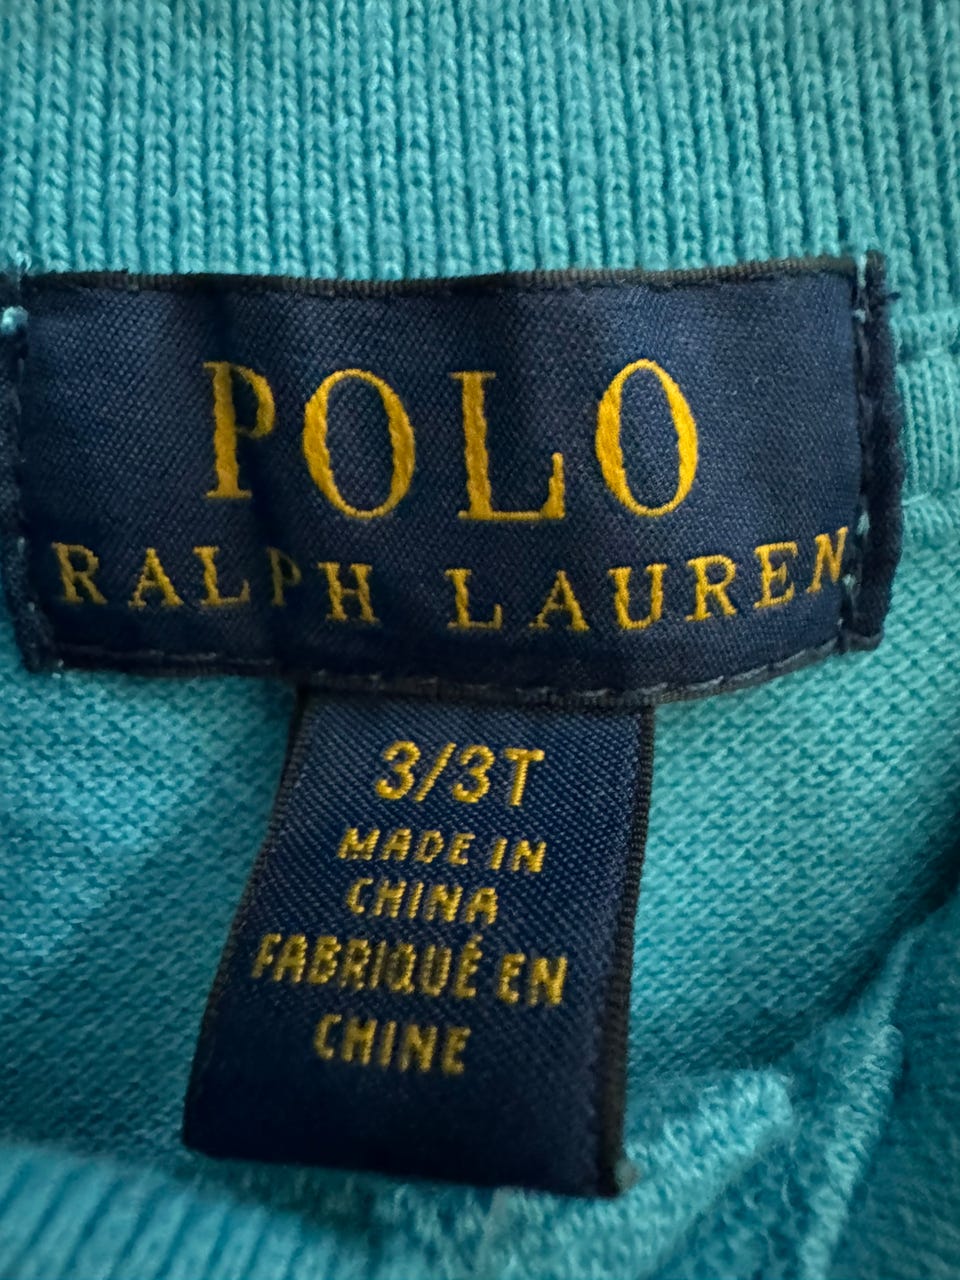 POLO
RALPH LAUREN
3/3T
MADE IN
CHINA
FABRIQUÉ EN
CHINE